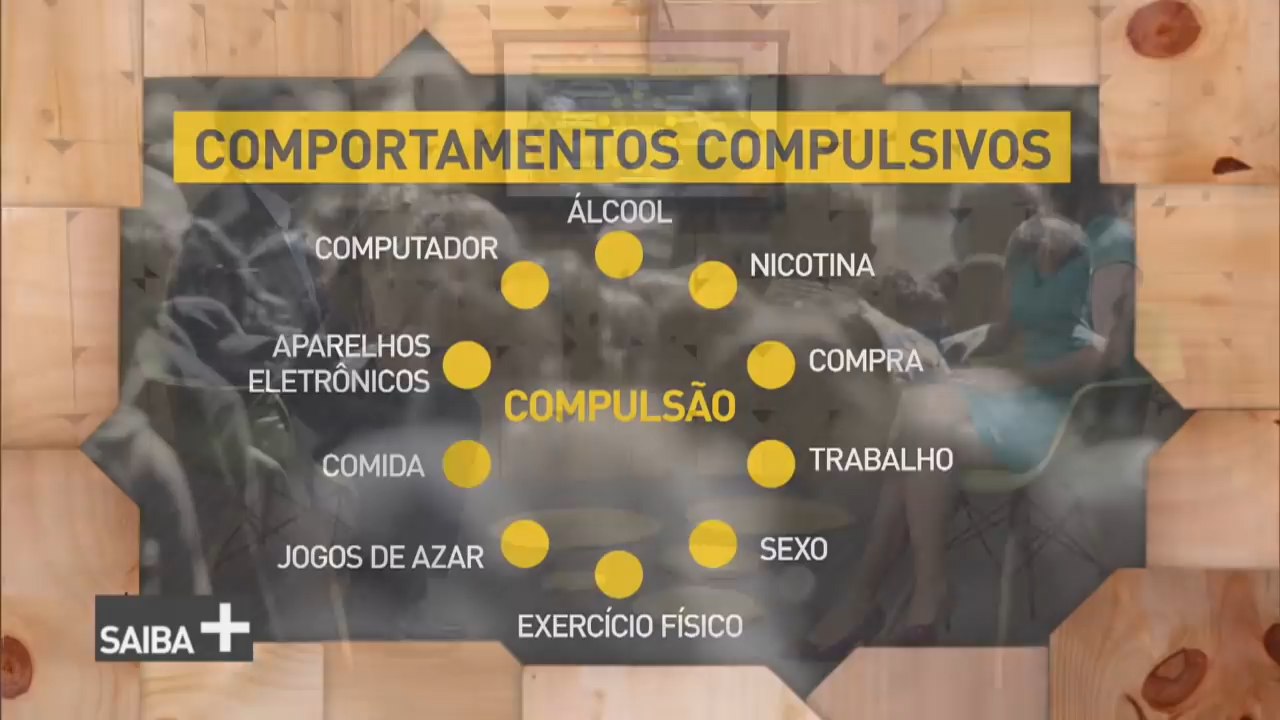 COMPORTAMENTOS COMPULSIVOS
ÁLCOOL
COMPUTADOR
NICOTINA
APARELHOS
ELETRÔNICOS
COMPRA
COMPULSÃO
COMIDA
TRABALHO
JOGOS DE AZAR
SEXO
EXERCÍCIO FÍSICO
SAIBA +